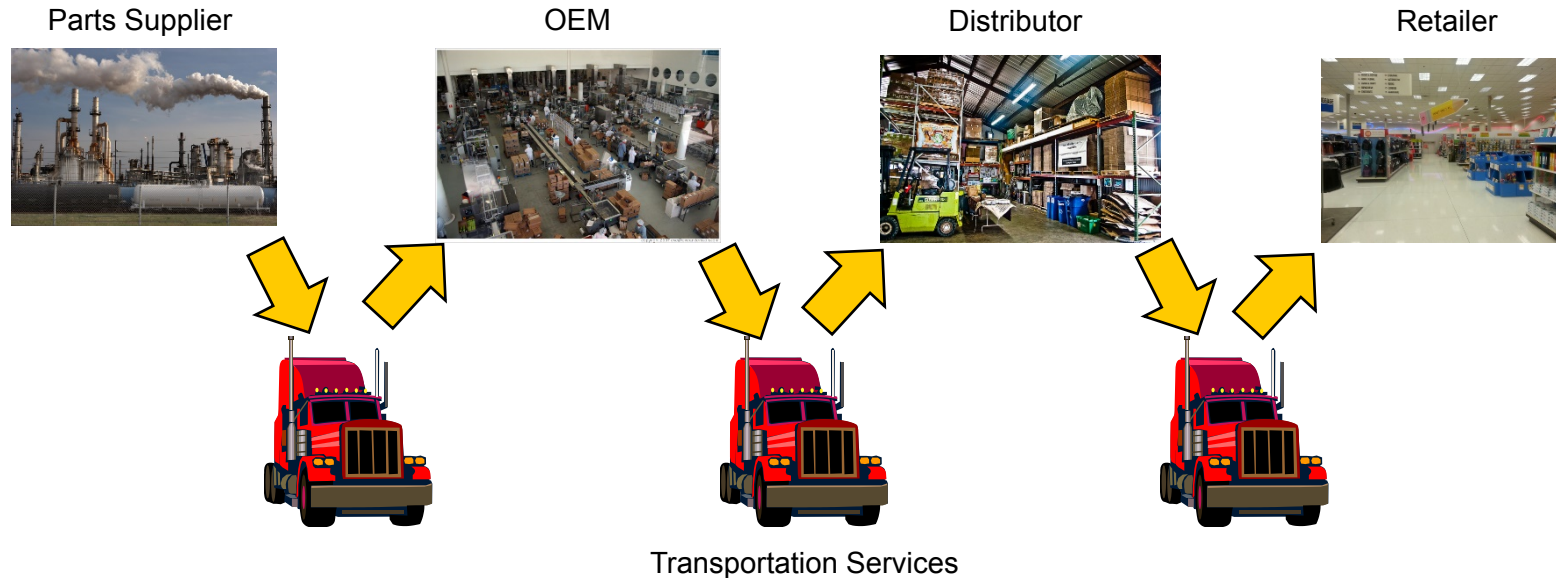 Parts Supplier
OEM
Distributor
Retailer
Transportation Services